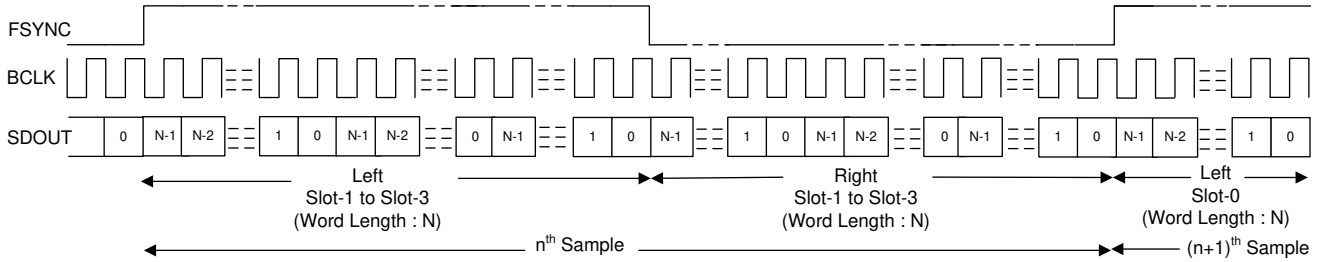 FSYNC
BCLK
SDOUT 0 N-1 N-2 1 0 N-1 N-2 0 N-1 1 0 N-1 1 0 N-1 N-2 0 N-1 1 0 N-1 N-2 1 0
Left Right Left
Slot-1 to Slot-3 Slot-1 to Slot-3 Slot-0
(Word Length : N) (Word Length : N) (Word Length : N)
nth Sample (n+1)th Sample